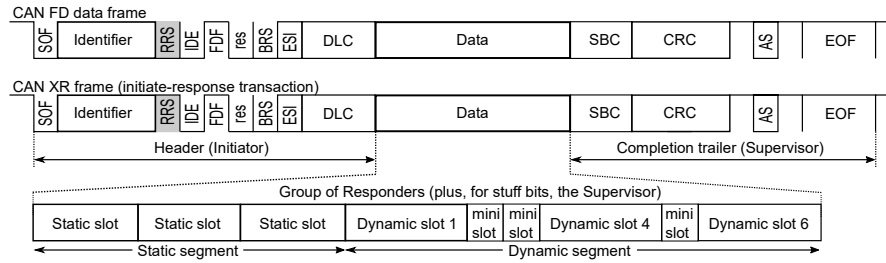 CAN FD data frame
SOF Identifier RRS IDE FDF res BRS ESI DLC Data SBC CRC AS EOF
CAN XR frame (initiate-response transaction)
SOF Identifier RRS IDE FDF res BRS ESI DLC Data SBC CRC AS EOF
Header (Initiator) Completion trailer (Supervisor)
Group of Responders (plus, for stuff bits, the Supervisor)
Static slot Static slot Static slot Dynamic slot 1 mini slot mini slot Dynamic slot 4 mini slot Dynamic slot 6
Static segment Dynamic segment